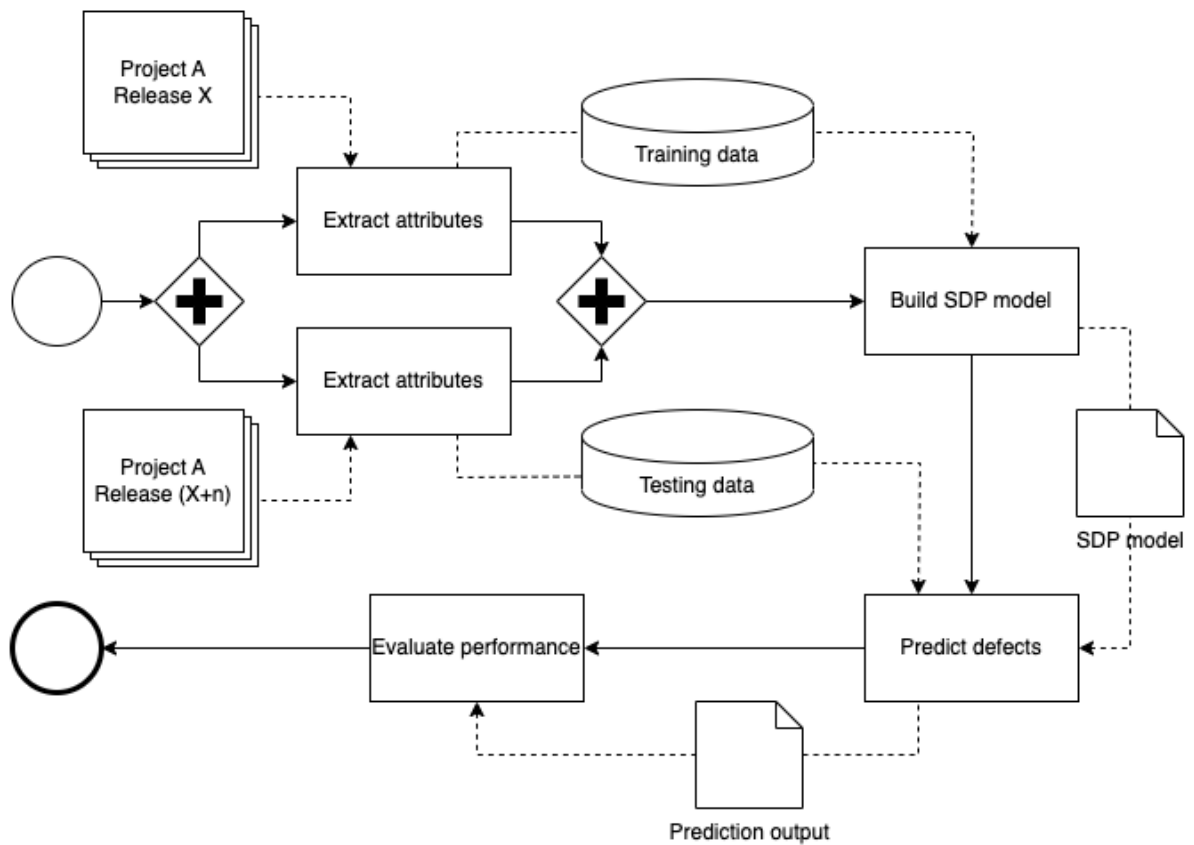 Project A
Release X
Training data
Extract attributes
Build SDP model
Extract attributes
Project A
Release (X+n)
Testing data
SDP model
Evaluate performance
Predict defects
Prediction output